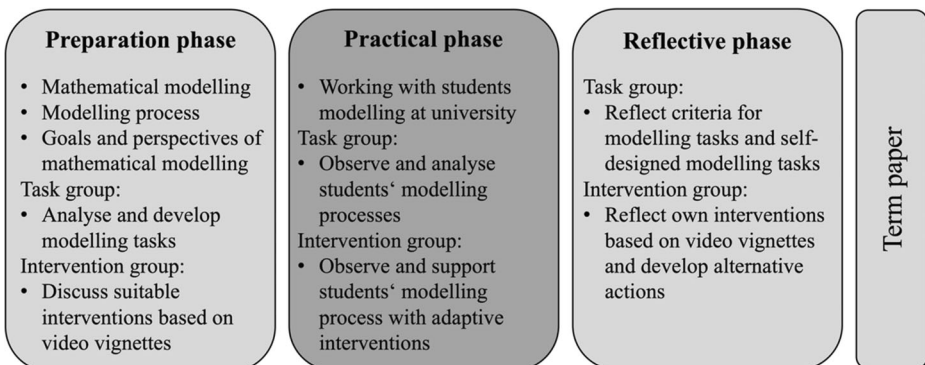 Preparation phase
• Mathematical modelling
• Modelling process
• Goals and perspectives of
mathematical modelling
Task group:
• Analyse and develop
modelling tasks
Intervention group:
• Discuss suitable
interventions based on
video vignettes
Practical phase
• Working with students
modelling at university
Task group:
• Observe and analyse
students‘ modelling
processes
Intervention group:
• Observe and support
students‘ modelling
process with adaptive
interventions
Reflective phase
Task group:
• Reflect criteria for
modelling tasks and self-
designed modelling tasks
Intervention group:
• Reflect own interventions
based on video vignettes
and develop alternative
actions
Term paper